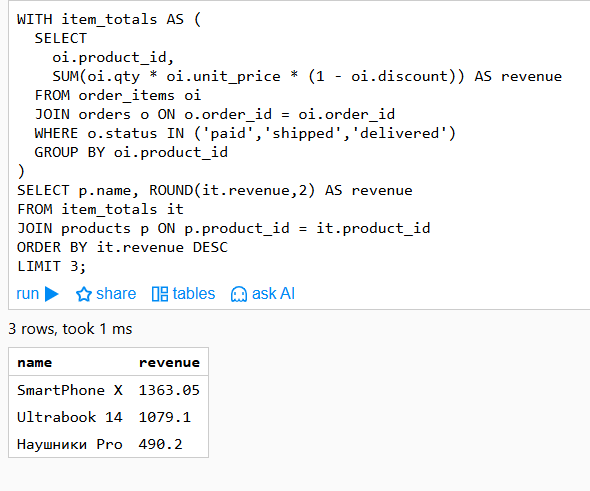 WITH item_totals AS (
  SELECT
    oi.product_id,
    SUM(oi.qty * oi.unit_price * (1 - oi.discount)) AS revenue
  FROM order_items oi
  JOIN orders o ON o.order_id = oi.order_id
  WHERE o.status IN ('paid','shipped','delivered')
  GROUP BY oi.product_id
)
SELECT p.name, ROUND(it.revenue,2) AS revenue
FROM item_totals it
JOIN products p ON p.product_id = it.product_id
ORDER BY it.revenue DESC
LIMIT 3;
run share tables ask AI
3 rows, took 1 ms
name revenue
SmartPhone X 1363.05
Ultrabook 14 1079.1
Наушники Pro 490.2